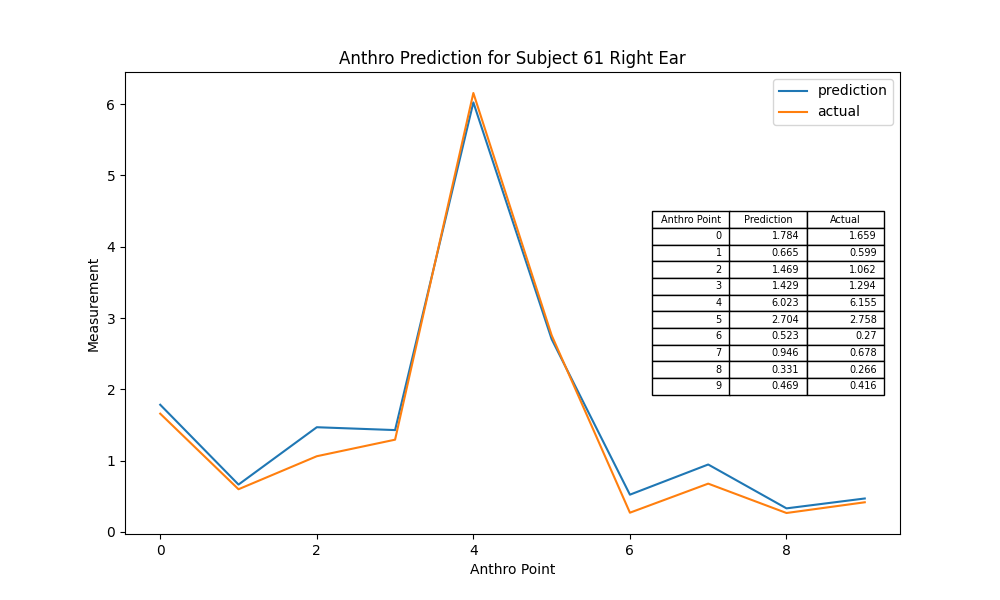 Anthro Prediction for Subject 61 Right Ear
prediction
actual
Measurement
6
5
4
3
2
1
0
Anthro Point Prediction Actual
0 1.784 1.659
1 0.665 0.599
2 1.469 1.062
3 1.429 1.294
4 6.023 6.155
5 2.704 2.758
6 0.523 0.27
7 0.946 0.678
8 0.331 0.266
9 0.469 0.416
0 2 4 6 8
Anthro Point